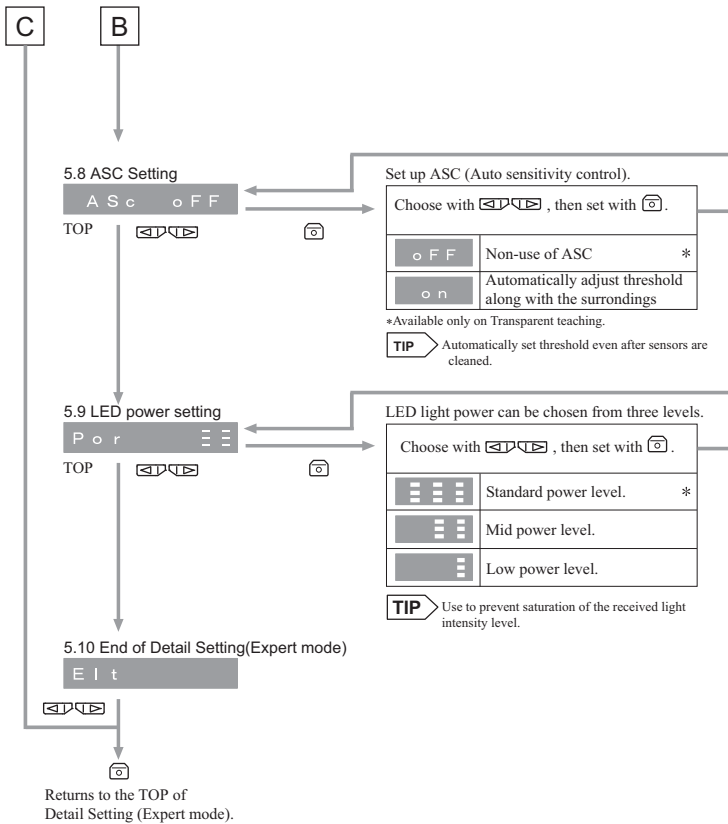 C
B
5.8 ASC Setting
ASc oFF
TOP
Set up ASC (Auto sensitivity control).
Choose with , then set with .
oFF Non-use of ASC *
on Automatically adjust threshold
along with the surrondings
*Available only on Transparent teaching.
TIP Automatically set threshold even after sensors are
cleaned.
5.9 LED power setting
Por
TOP
LED light power can be chosen from three levels.
Choose with , then set with .
Standard power level. *
Mid power level.
Low power level.
TIP Use to prevent saturation of the received light
intensity level.
5.10 End of Detail Setting(Expert mode)
EIt
Returns to the TOP of
Detail Setting (Expert mode).